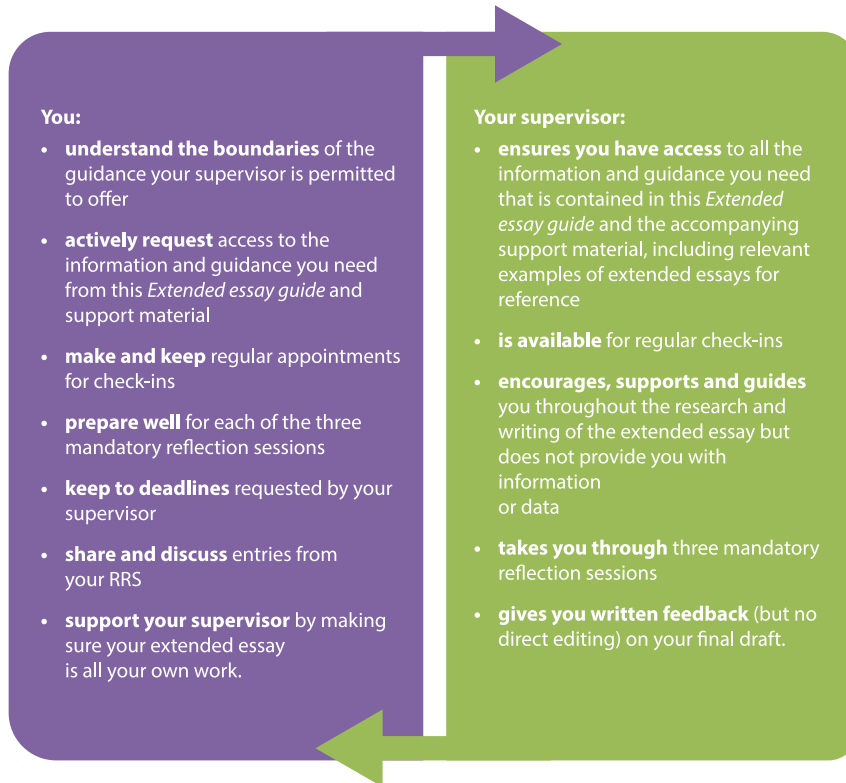 You:
• understand the boundaries of the
guidance your supervisor is permitted
to offer
• actively request access to the
information and guidance you need
from this Extended essay guide and
support material
• make and keep regular appointments
for check-ins
• prepare well for each of the three
mandatory reflection sessions
• keep to deadlines requested by your
supervisor
• share and discuss entries from
your RRS
• support your supervisor by making
sure your extended essay
is all your own work.
Your supervisor:
• ensures you have access to all the
information and guidance you need
that is contained in this Extended
essay guide and the accompanying
support material, including relevant
examples of extended essays for
reference
• is available for regular check-ins
• encourages, supports and guides
you throughout the research and
writing of the extended essay but
does not provide you with
information
or data
• takes you through three mandatory
reflection sessions
• gives you written feedback (but no
direct editing) on your final draft.